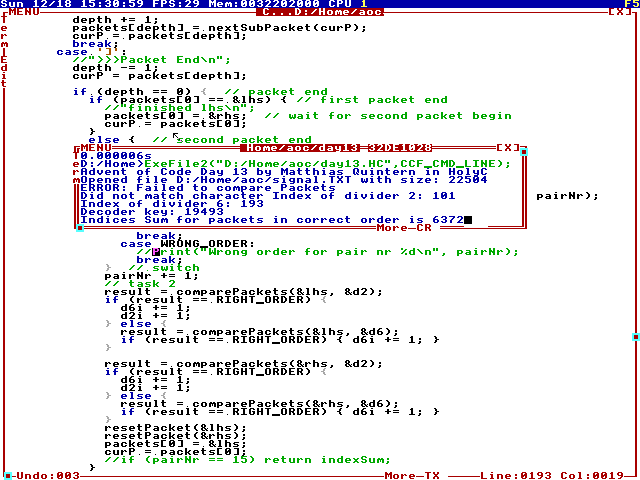 Sun 12/18 15:30:59 FPS:29 Mem:0032202000 CPU 1 F5
MENU C...D:/Home/aoc [X]
TermEdit
depth += 1;
packets[depth] = .nextSubPacket(curP);
curP = packets[depth];
break;
case ']':
//")>>>Packet End\n";
depth -= 1;
curP = packets[depth];
if (depth == 0) { // packet end
if (packets[0] == &lhs) { // first packet end
//"finished lhs\n";
packets[0] = &rhs; // wait for second packet begin
curP = packets[0];
}
else { // second packet end
MENU Home/aoc/day13 32DE1028 [X]
0.000006s
D:/Home>ExeFile2("D:/Home/aoc/day13.HC",CCF_CMD_LINE);
Advent of Code Day 13 by Matthias Quintern in HolyC
Opened file D:/Home/aoc/signal.TXT with size: 22504
ERROR: Failed to compare Packets
Did not match character Index of divider 2: 101
pairNr);
Index of divider 6: 193
Decoder key: 19493
Indices Sum for packets in correct order is 6372
More-CR
break;
case WRONG_ORDER:
//Print("Wrong order for pair nr %d\n", pairNr);
break;
} // switch
pairNr += 1;
// task 2
result = comparePackets(&lhs, &d2);
if (result == RIGHT_ORDER) {
d6i += 1;
d2i += 1;
} else {
result = comparePackets(&lhs, &d6);
if (result == RIGHT_ORDER) { d6i += 1; }
}
result = comparePackets(&rhs, &d2);
if (result == RIGHT_ORDER) {
d6i += 1;
d2i += 1;
} else {
result = comparePackets(&rhs, &d6);
if (result == RIGHT_ORDER) { d6i += 1; }
}
resetPacket(&lhs);
resetPacket(&rhs);
packets[0] = &lhs;
curP = packets[0];
//if (pairNr == 15) return indexSum;
}
Undo:003 More-TX Line:0193 Col:0019